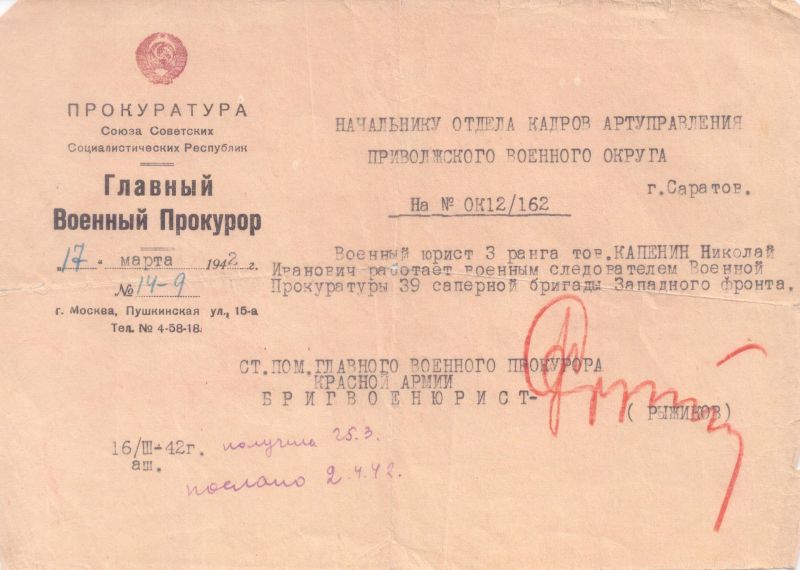 ПРОКУРАТУРА
Союза Советских
Социалистических Республик
Главный
Военный Прокурор
"17" марта 1942 г.
№ 14-9
г. Москва, Пушкинская ул., 15-а
Тел. № 4-58-18.
НАЧАЛЬНИКУ ОТДЕЛА КАДРОВ АРТУПРАВЛЕНИЯ
ПРИВОЛЖСКОГО ВОЕННОГО ОКРУГА
г.Саратов.
На № ОК12/162
Военный юрист 3 ранга тов.КАПЕНИН Николай
Иванович работает военным следователем Военной
Прокуратуры 39 саперной бригады Западного фронта.
СТ.ПОМ.ГЛАВНОГО ВОЕННОГО ПРОКУРОРА
КРАСНОЙ АРМИИ
БРИГВОЕНЮРИСТ-
( РЫЖИКОВ)
16/III-42г.
аш.
получила 25.3.
послано 2.4.42.